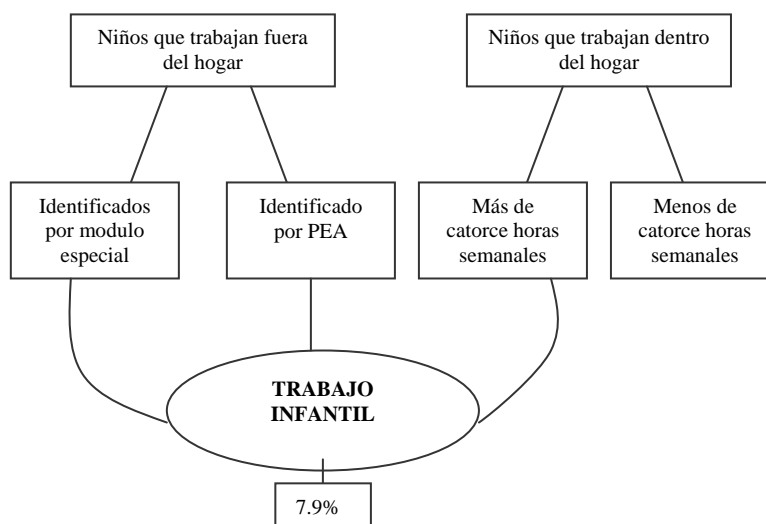 Niños que trabajan fuera
del hogar
Niños que trabajan dentro
del hogar
Identificados
por modulo
especial
Identificado
por PEA
Más de
catorce horas
semanales
Menos de
catorce horas
semanales
TRABAJO
INFANTIL
7.9%